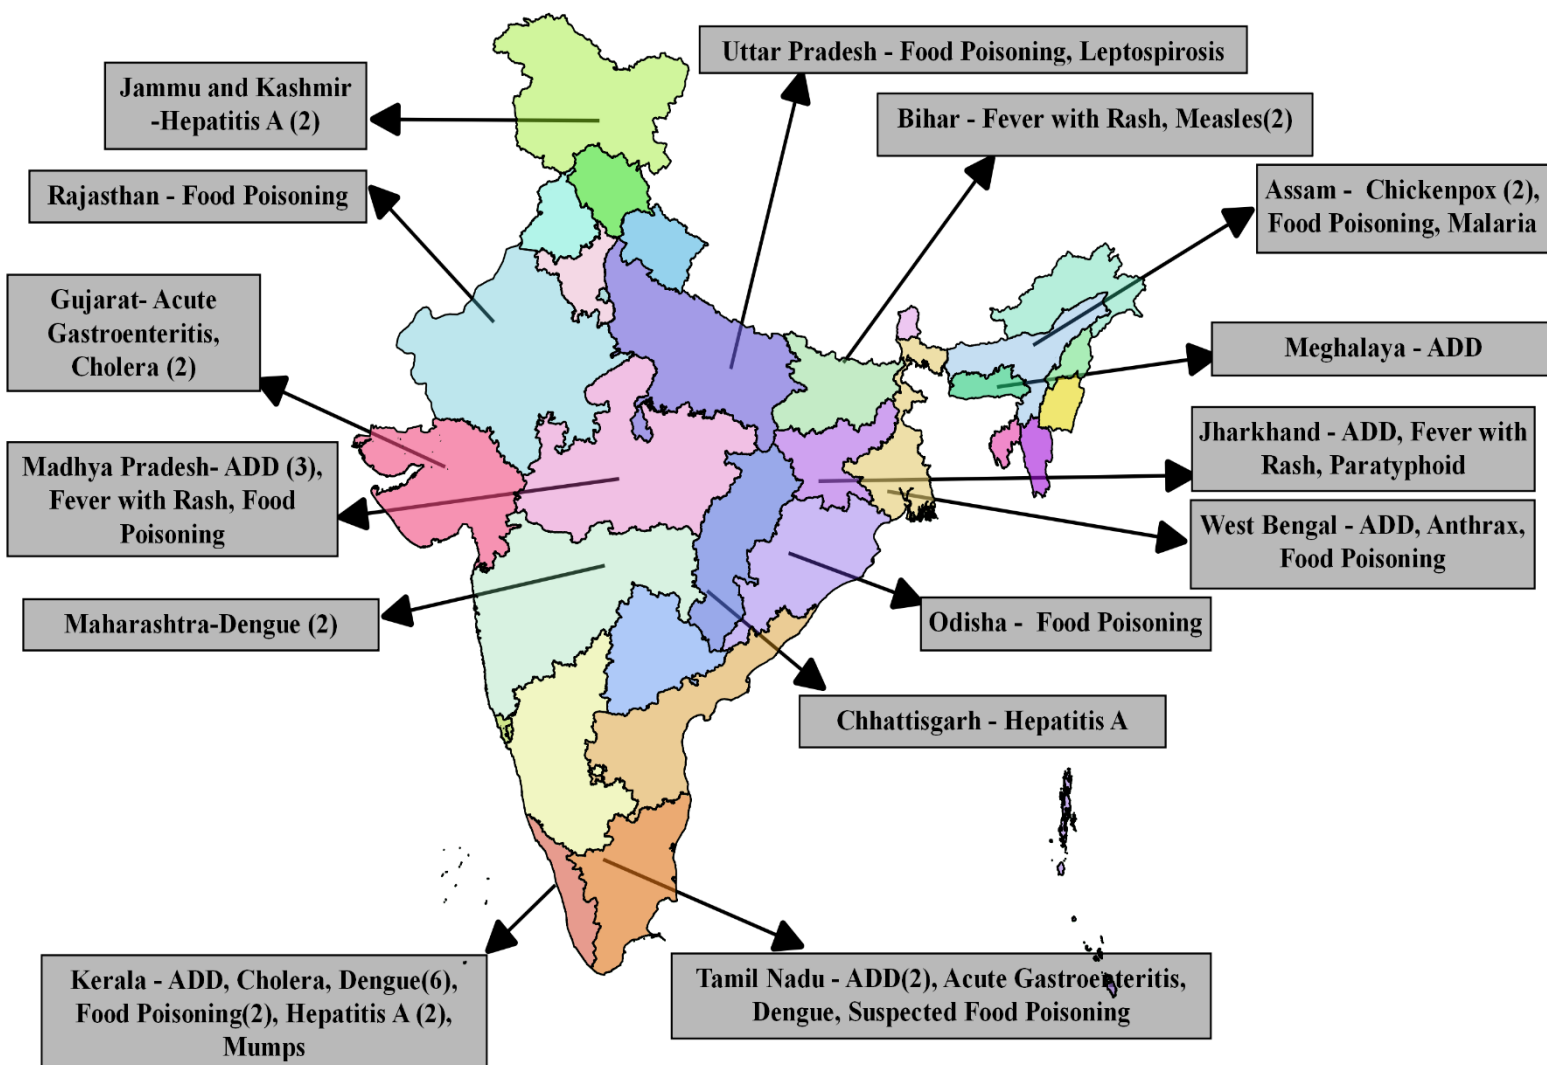 Uttar Pradesh - Food Poisoning, Leptospirosis
Jammu and Kashmir
-Hepatitis A (2)
Bihar - Fever with Rash, Measles(2)
Rajasthan - Food Poisoning
Assam - Chickenpox (2),
Food Poisoning, Malaria
Gujarat- Acute
Gastroenteritis,
Cholera (2)
Meghalaya - ADD
Madhya Pradesh- ADD (3),
Fever with Rash, Food
Poisoning
Jharkhand - ADD, Fever with
Rash, Paratyphoid
West Bengal - ADD, Anthrax,
Food Poisoning
Maharashtra-Dengue (2)
Odisha - Food Poisoning
Chhattisgarh - Hepatitis A
Kerala - ADD, Cholera, Dengue(6),
Food Poisoning(2), Hepatitis A (2),
Mumps
Tamil Nadu - ADD(2), Acute Gastroenteritis,
Dengue, Suspected Food Poisoning